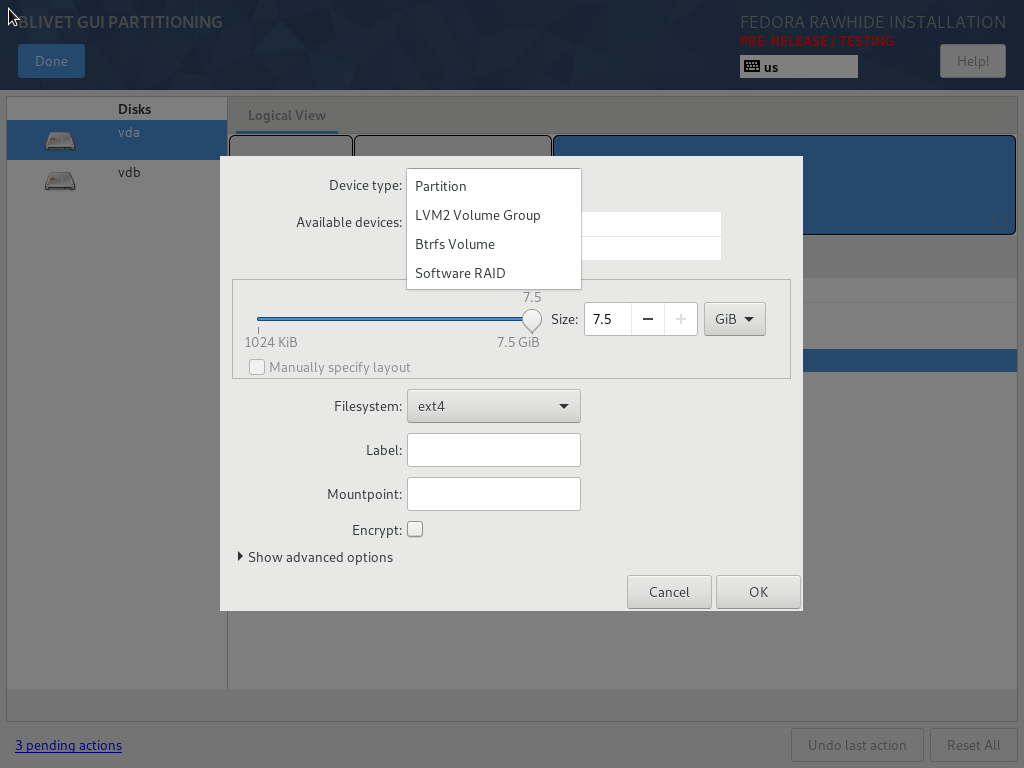 BLIVET GUI PARTITIONING
FEDORA RAWHIDE INSTALLATION
PRE-RELEASE / TESTING
Done
us
Help!
Disks
Logical View
vda
vdb
Device type:
Partition
LVM2 Volume Group
Btrfs Volume
Software RAID
Available devices:
7.5
Size: 7.5 GiB
1024 KiB 7.5 GiB
Manually specify layout
Filesystem: ext4
Label:
Mountpoint:
Encrypt:
Show advanced options
Cancel OK
3 pending actions
Undo last action Reset All